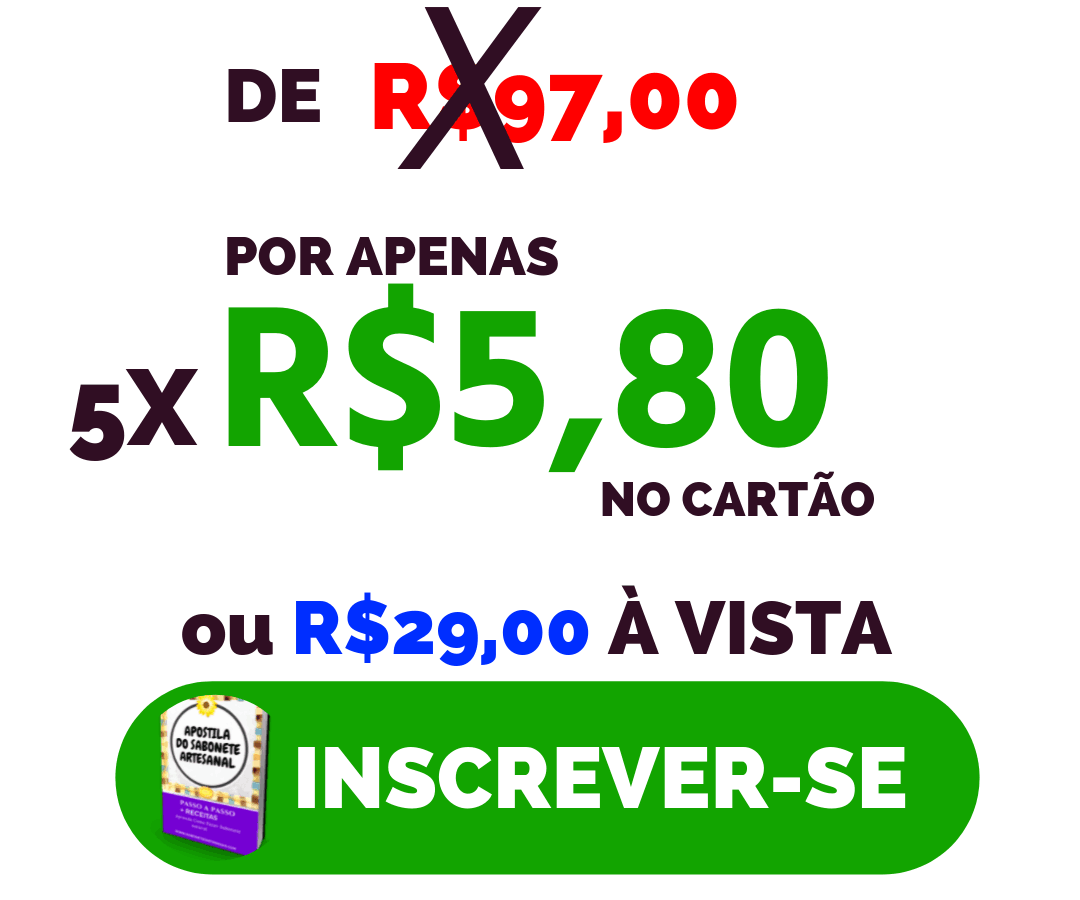 DE R$97,00
X
POR APENAS
5X R$5,80
NO CARTÃO
ou R$29,00 À VISTA
APOSTILA
DO SABONETE
ARTESANAL
PASSO A PASSO
+ RECEITAS
INSCREVER-SE